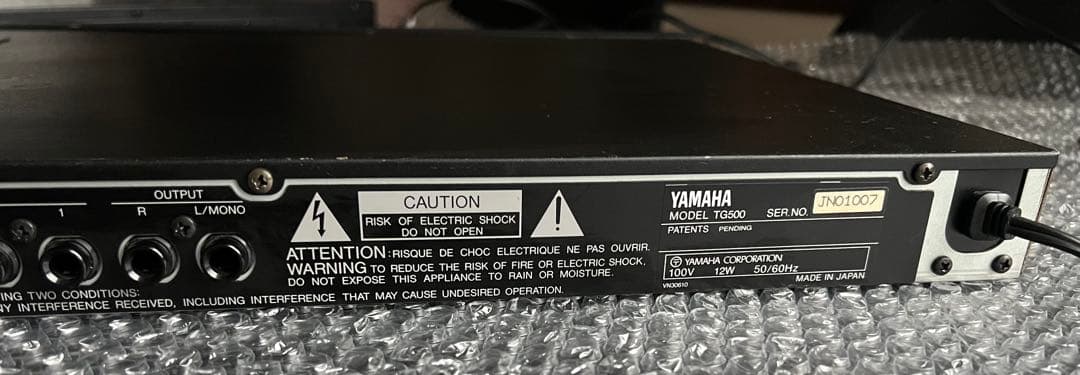 OUTPUT
1 R L/MONO
CAUTION
RISK OF ELECTRIC SHOCK
DO NOT OPEN
ATTENTION: RISQUE DE CHOC ELECTRIQUE NE PAS OUVRIR.
WARNING TO REDUCE THE RISK OF FIRE OR ELECTRIC SHOCK,
DO NOT EXPOSE THIS APPLIANCE TO RAIN OR MOISTURE.
ING TWO CONDITIONS:
NY INTERFERENCE RECEIVED, INCLUDING INTERFERENCE THAT MAY CAUSE UNDESIRED OPERATION.
YAMAHA
MODEL TG500 SER.NO. JN01007
PATENTS PENDING
YAMAHA CORPORATION
100V 12W 50/60Hz
VN30610 MADE IN JAPAN